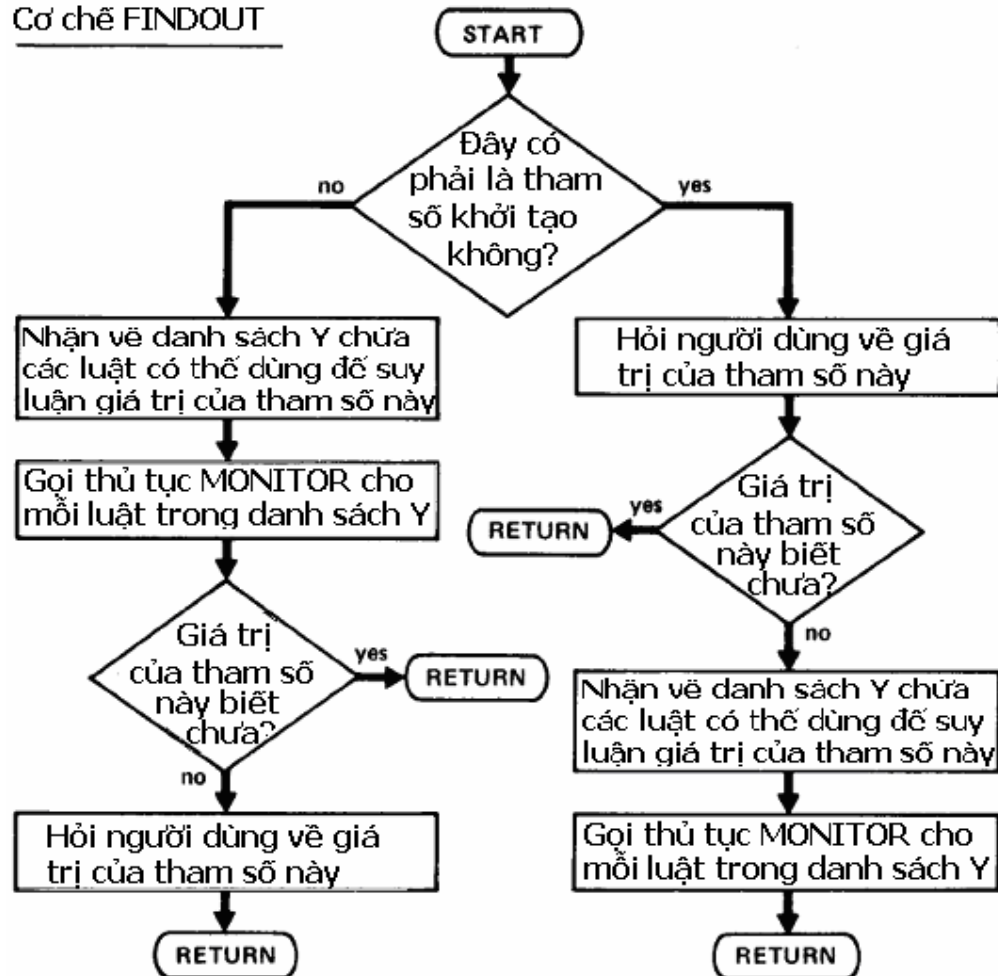 Cơ chế FINDOUT
START
Đây có
phải là tham
số khởi tạo
không?
no
yes
Nhận về danh sách Y chứa
các luật có thể dùng để suy
luận giá trị của tham số này
Gọi thủ tục MONITOR cho
mỗi luật trong danh sách Y
Giá trị
của tham số
này biết
chưa?
yes
RETURN
no
Hỏi người dùng về giá
trị của tham số này
RETURN
Hỏi người dùng về giá
trị của tham số này
Giá trị
của tham số
này biết
chưa?
yes
RETURN
no
Nhận về danh sách Y chứa
các luật có thể dùng để suy
luận giá trị của tham số này
Gọi thủ tục MONITOR cho
mỗi luật trong danh sách Y
RETURN